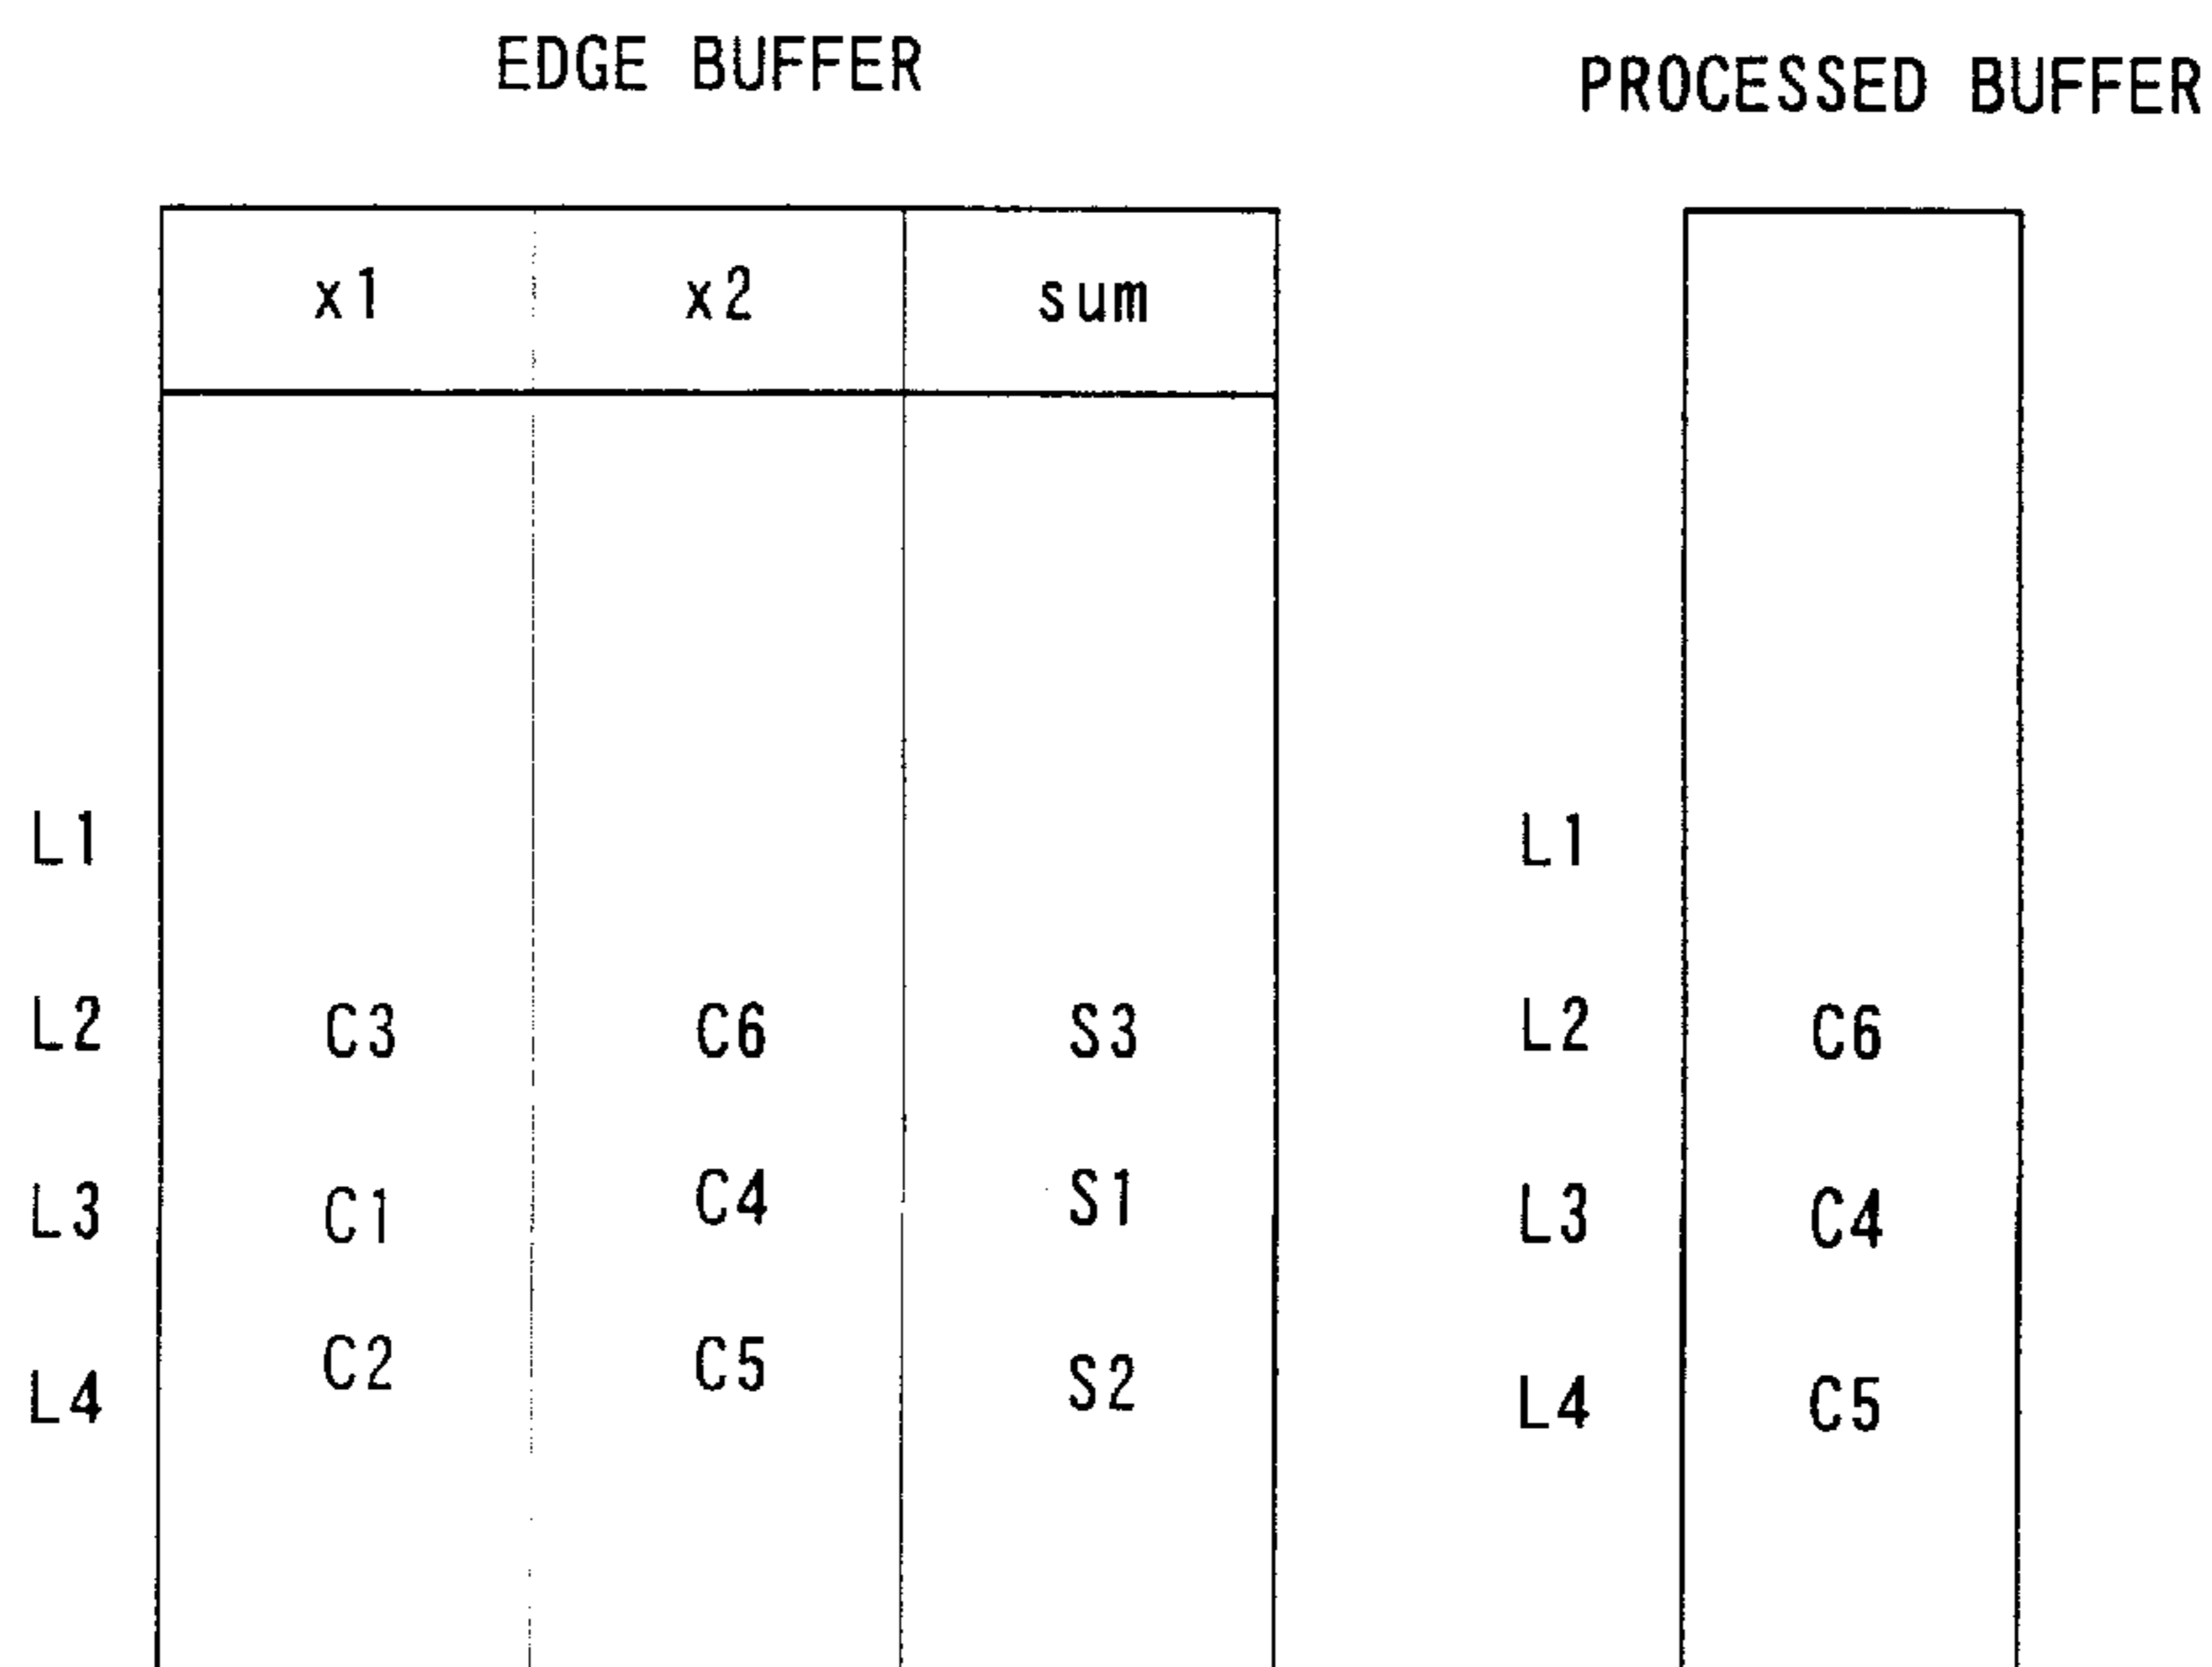 EDGE BUFFER
PROCESSED BUFFER
x1 x2 sum
L1
L2 C3 C6 S3
L3 C1 C4 S1
L4 C2 C5 S2
L1
L2 C6
L3 C4
L4 C5